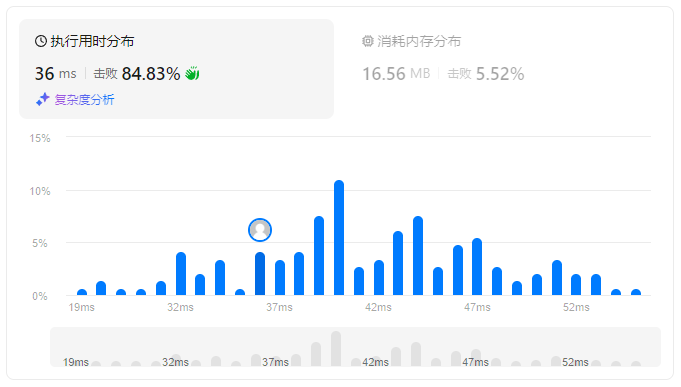 执行用时分布
36 ms 击败 84.83%
复杂度分析
消耗内存分布
16.56 MB 击败 5.52%
15%
10%
5%
0%
19ms 32ms 37ms 42ms 47ms 52ms
19ms 32ms 37ms 42ms 47ms 52ms